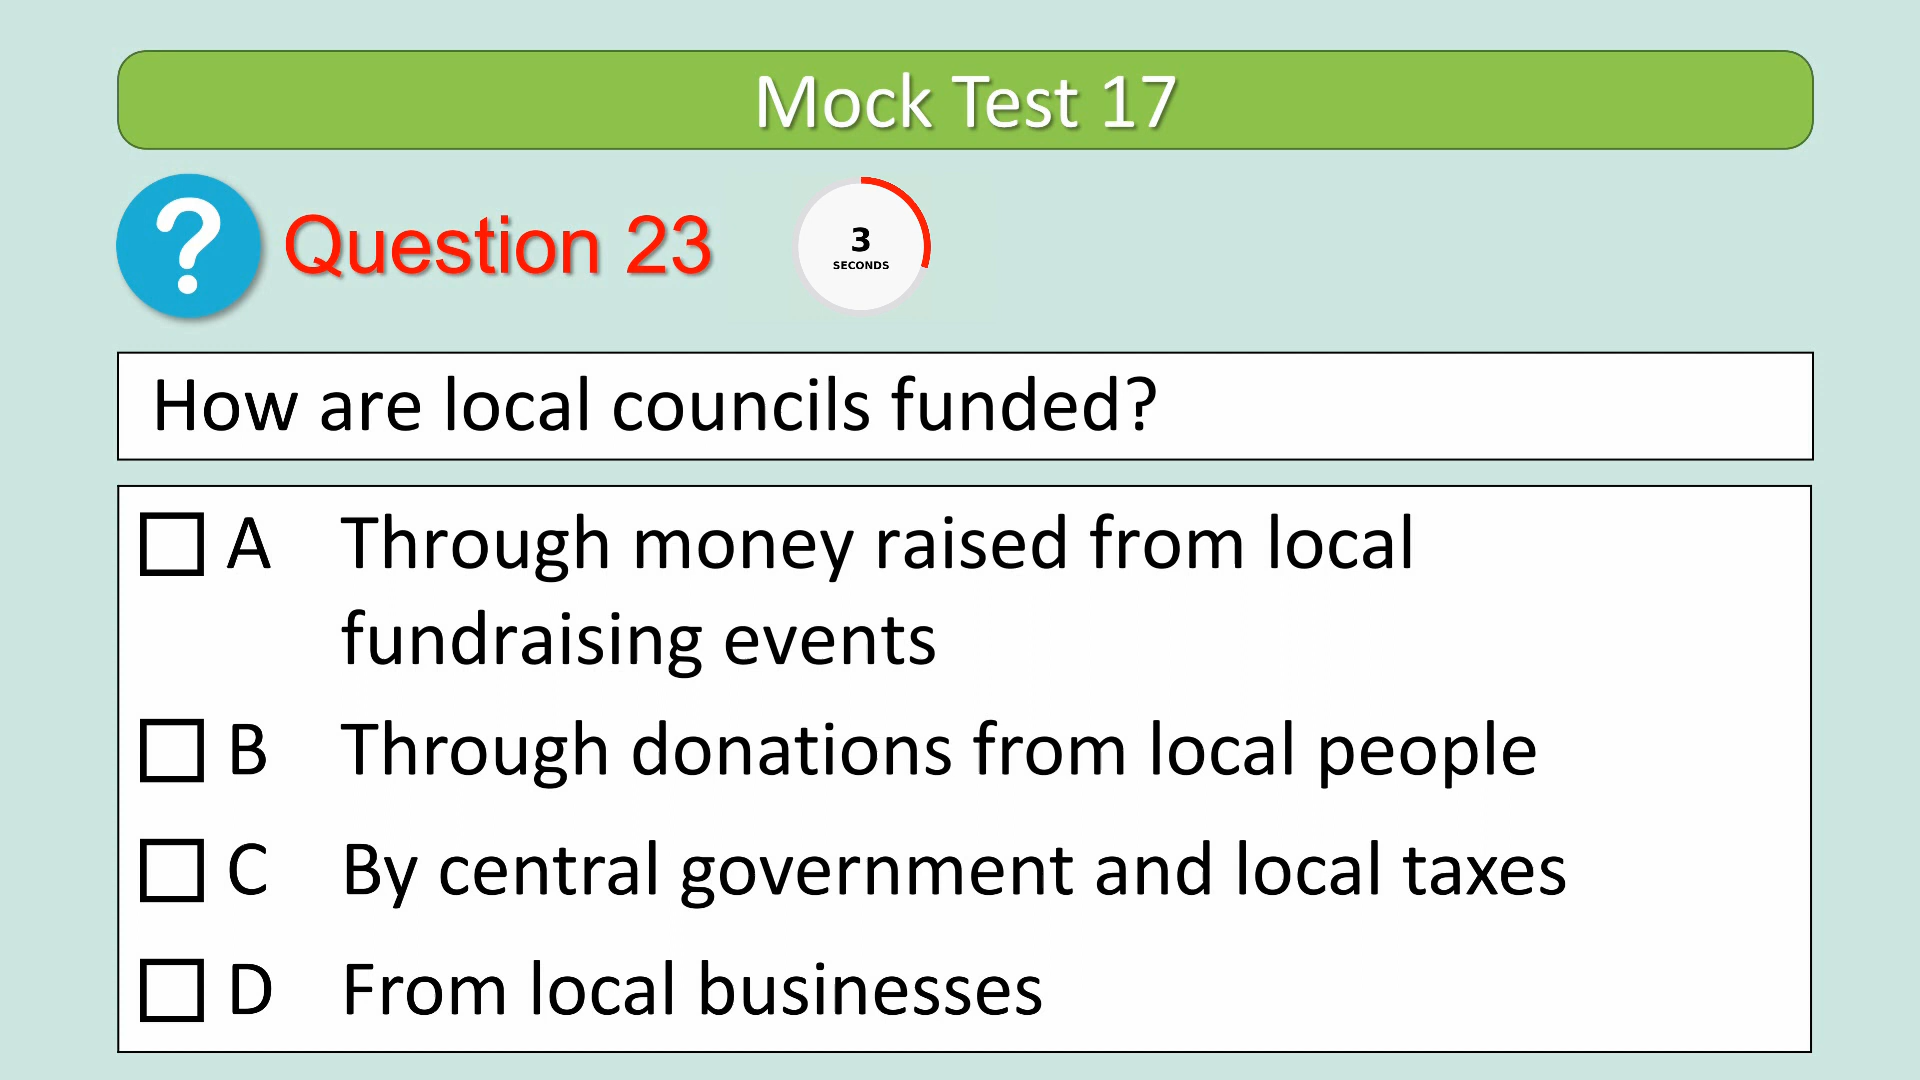 Mock Test 17
?
Question 23
3
SECONDS
How are local councils funded?
A Through money raised from local
fundraising events
B Through donations from local people
C By central government and local taxes
D From local businesses